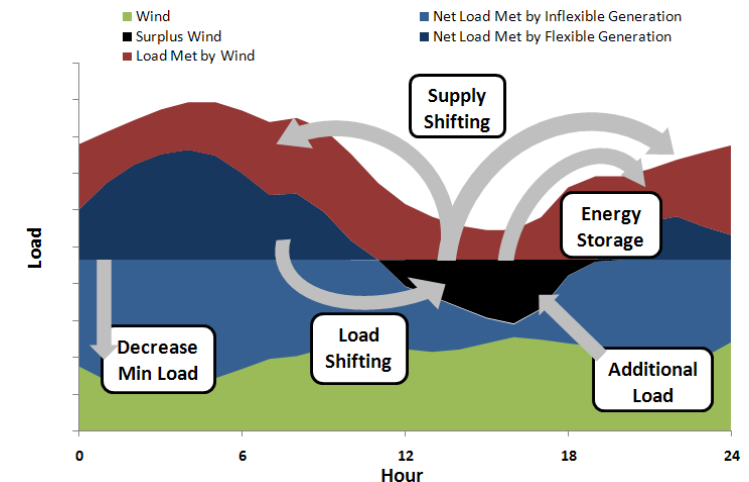 Wind
Net Load Met by Inflexible Generation
Surplus Wind
Net Load Met by Flexible Generation
Load Met by Wind
Supply
Shifting
Energy
Storage
Load
Decrease
Min Load
Load
Shifting
Additional
Load
0
6
12
18
24
Hour